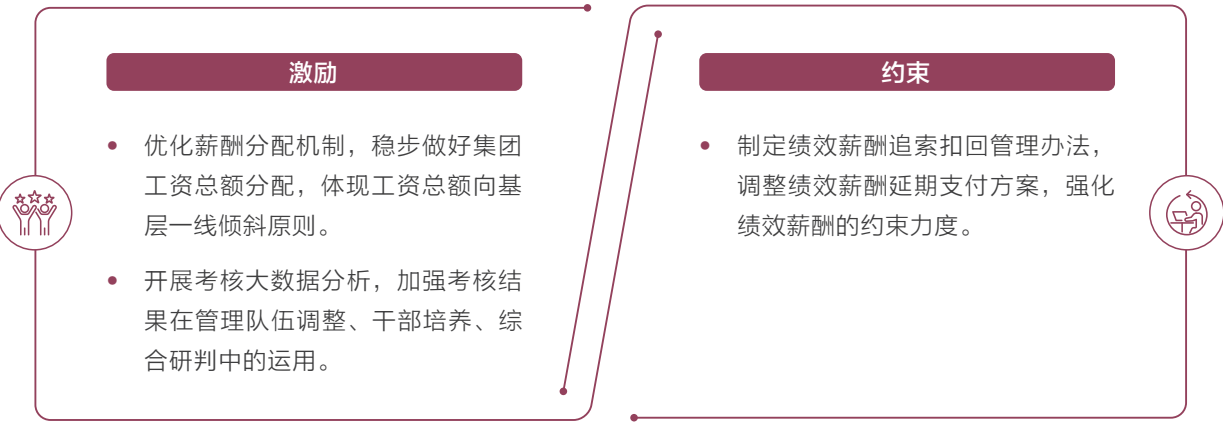 激励
• 优化薪酬分配机制，稳步做好集团
工资总额分配，体现工资总额向基
层一线倾斜原则。
• 开展考核大数据分析，加强考核结
果在管理队伍调整、干部培养、综
合研判中的运用。
约束
• 制定绩效薪酬追索扣回管理办法，
调整绩效薪酬延期支付方案，强化
绩效薪酬的约束力度。